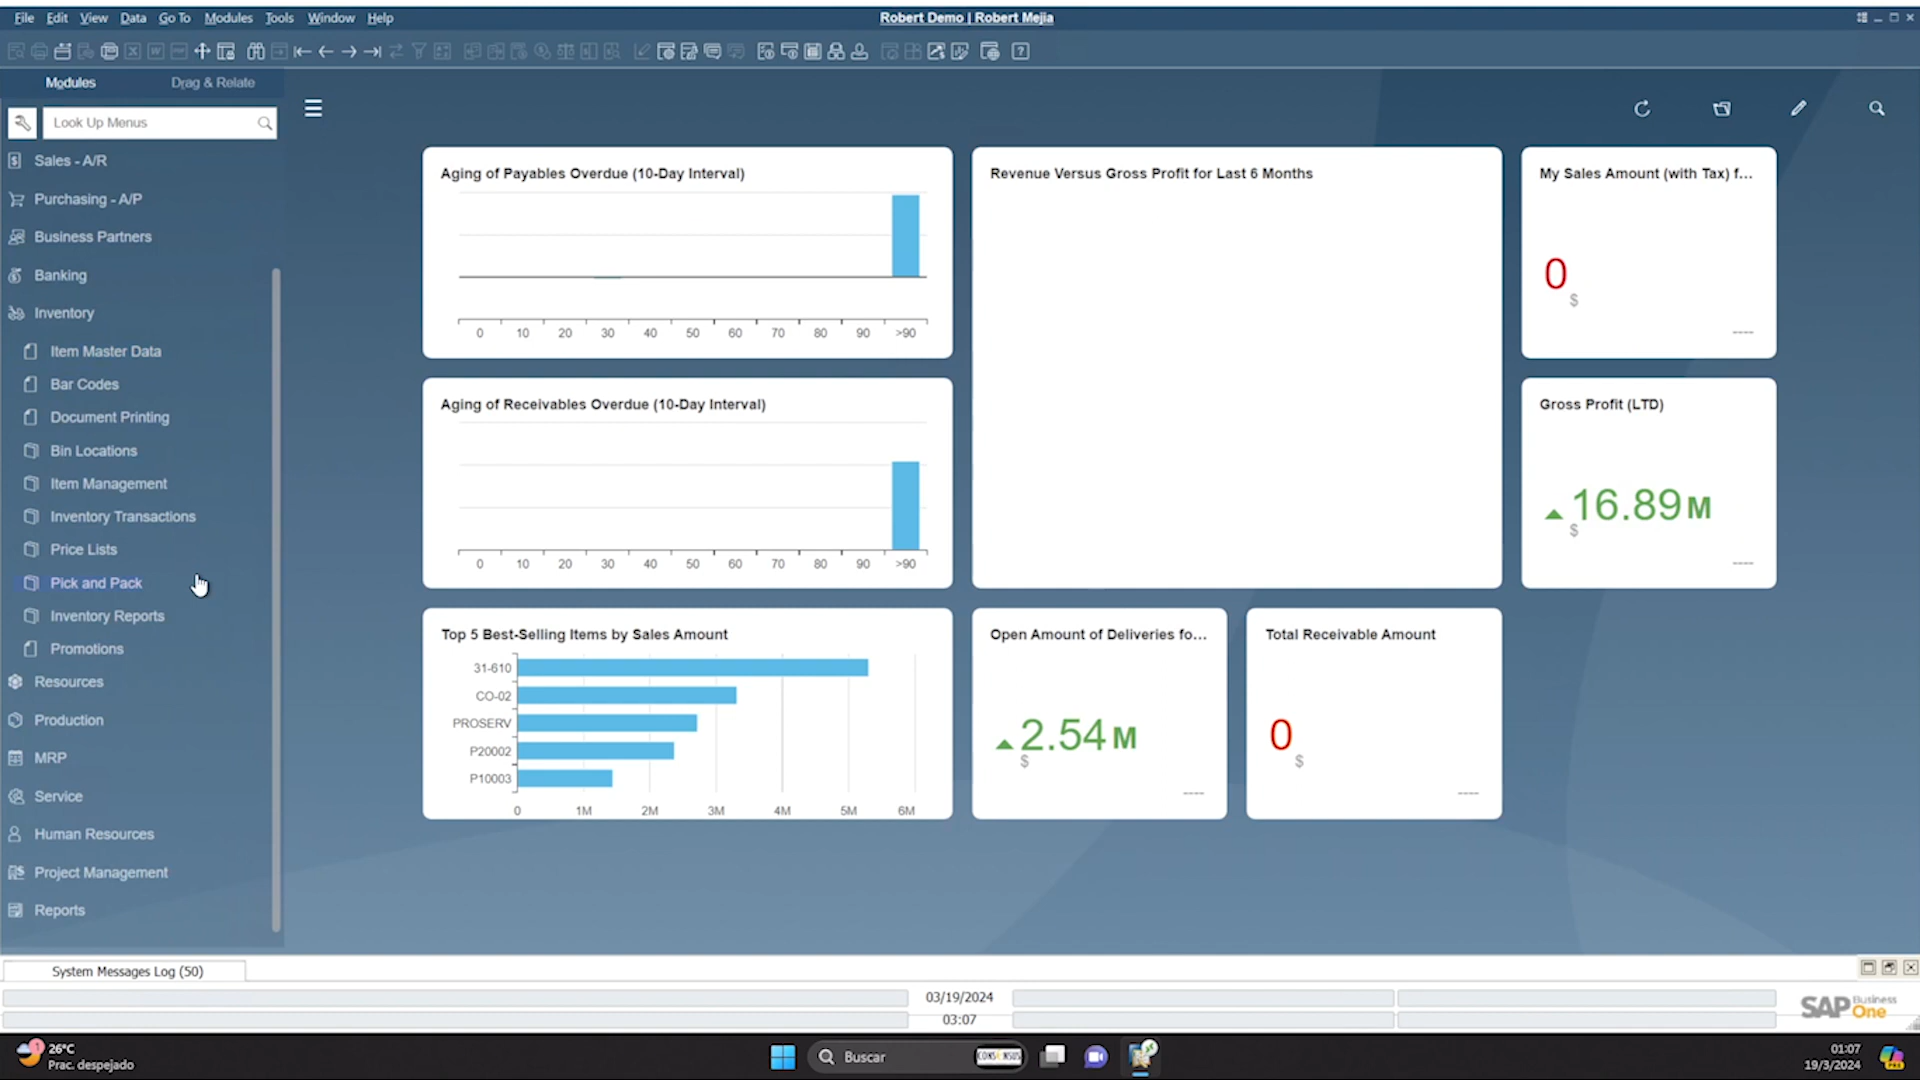 File Edit View Data Go To Modules Tools Window Help
Robert Demo | Robert Mejia
Modules
Drag & Relate
Look Up Menus
Sales - A/R
Purchasing - A/P
Business Partners
Banking
Inventory
Item Master Data
Bar Codes
Document Printing
Bin Locations
Item Management
Inventory Transactions
Price Lists
Pick and Pack
Inventory Reports
Promotions
Resources
Production
MRP
Service
Human Resources
Project Management
Reports
Aging of Payables Overdue (10-Day Interval)
0 10 20 30 40 50 60 70 80 90 >90
Revenue Versus Gross Profit for Last 6 Months
My Sales Amount (with Tax) f...
0
$
----
Aging of Receivables Overdue (10-Day Interval)
0 10 20 30 40 50 60 70 80 90 >90
Gross Profit (LTD)
16.89 M
$
----
Top 5 Best-Selling Items by Sales Amount
31-610
CO-02
PROSERV
P20002
P10003
0 1M 2M 3M 4M 5M 6M
Open Amount of Deliveries fo...
2.54 M
$
----
Total Receivable Amount
0
$
----
System Messages Log (50)
03/19/2024
03:07
SAP Business One
1
26°C
Prac. despejado
Buscar
CONSENSUS
01:07
19/3/2024
PRE